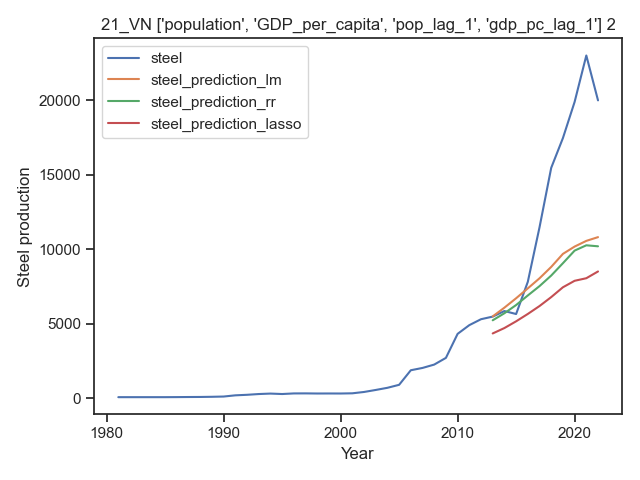 21_VN ['population', 'GDP_per_capita', 'pop_lag_1', 'gdp_pc_lag_1'] 2
steel
steel_prediction_lm
steel_prediction_rr
steel_prediction_lasso
Steel production
20000
15000
10000
5000
0
1980
1990
2000
2010
2020
Year